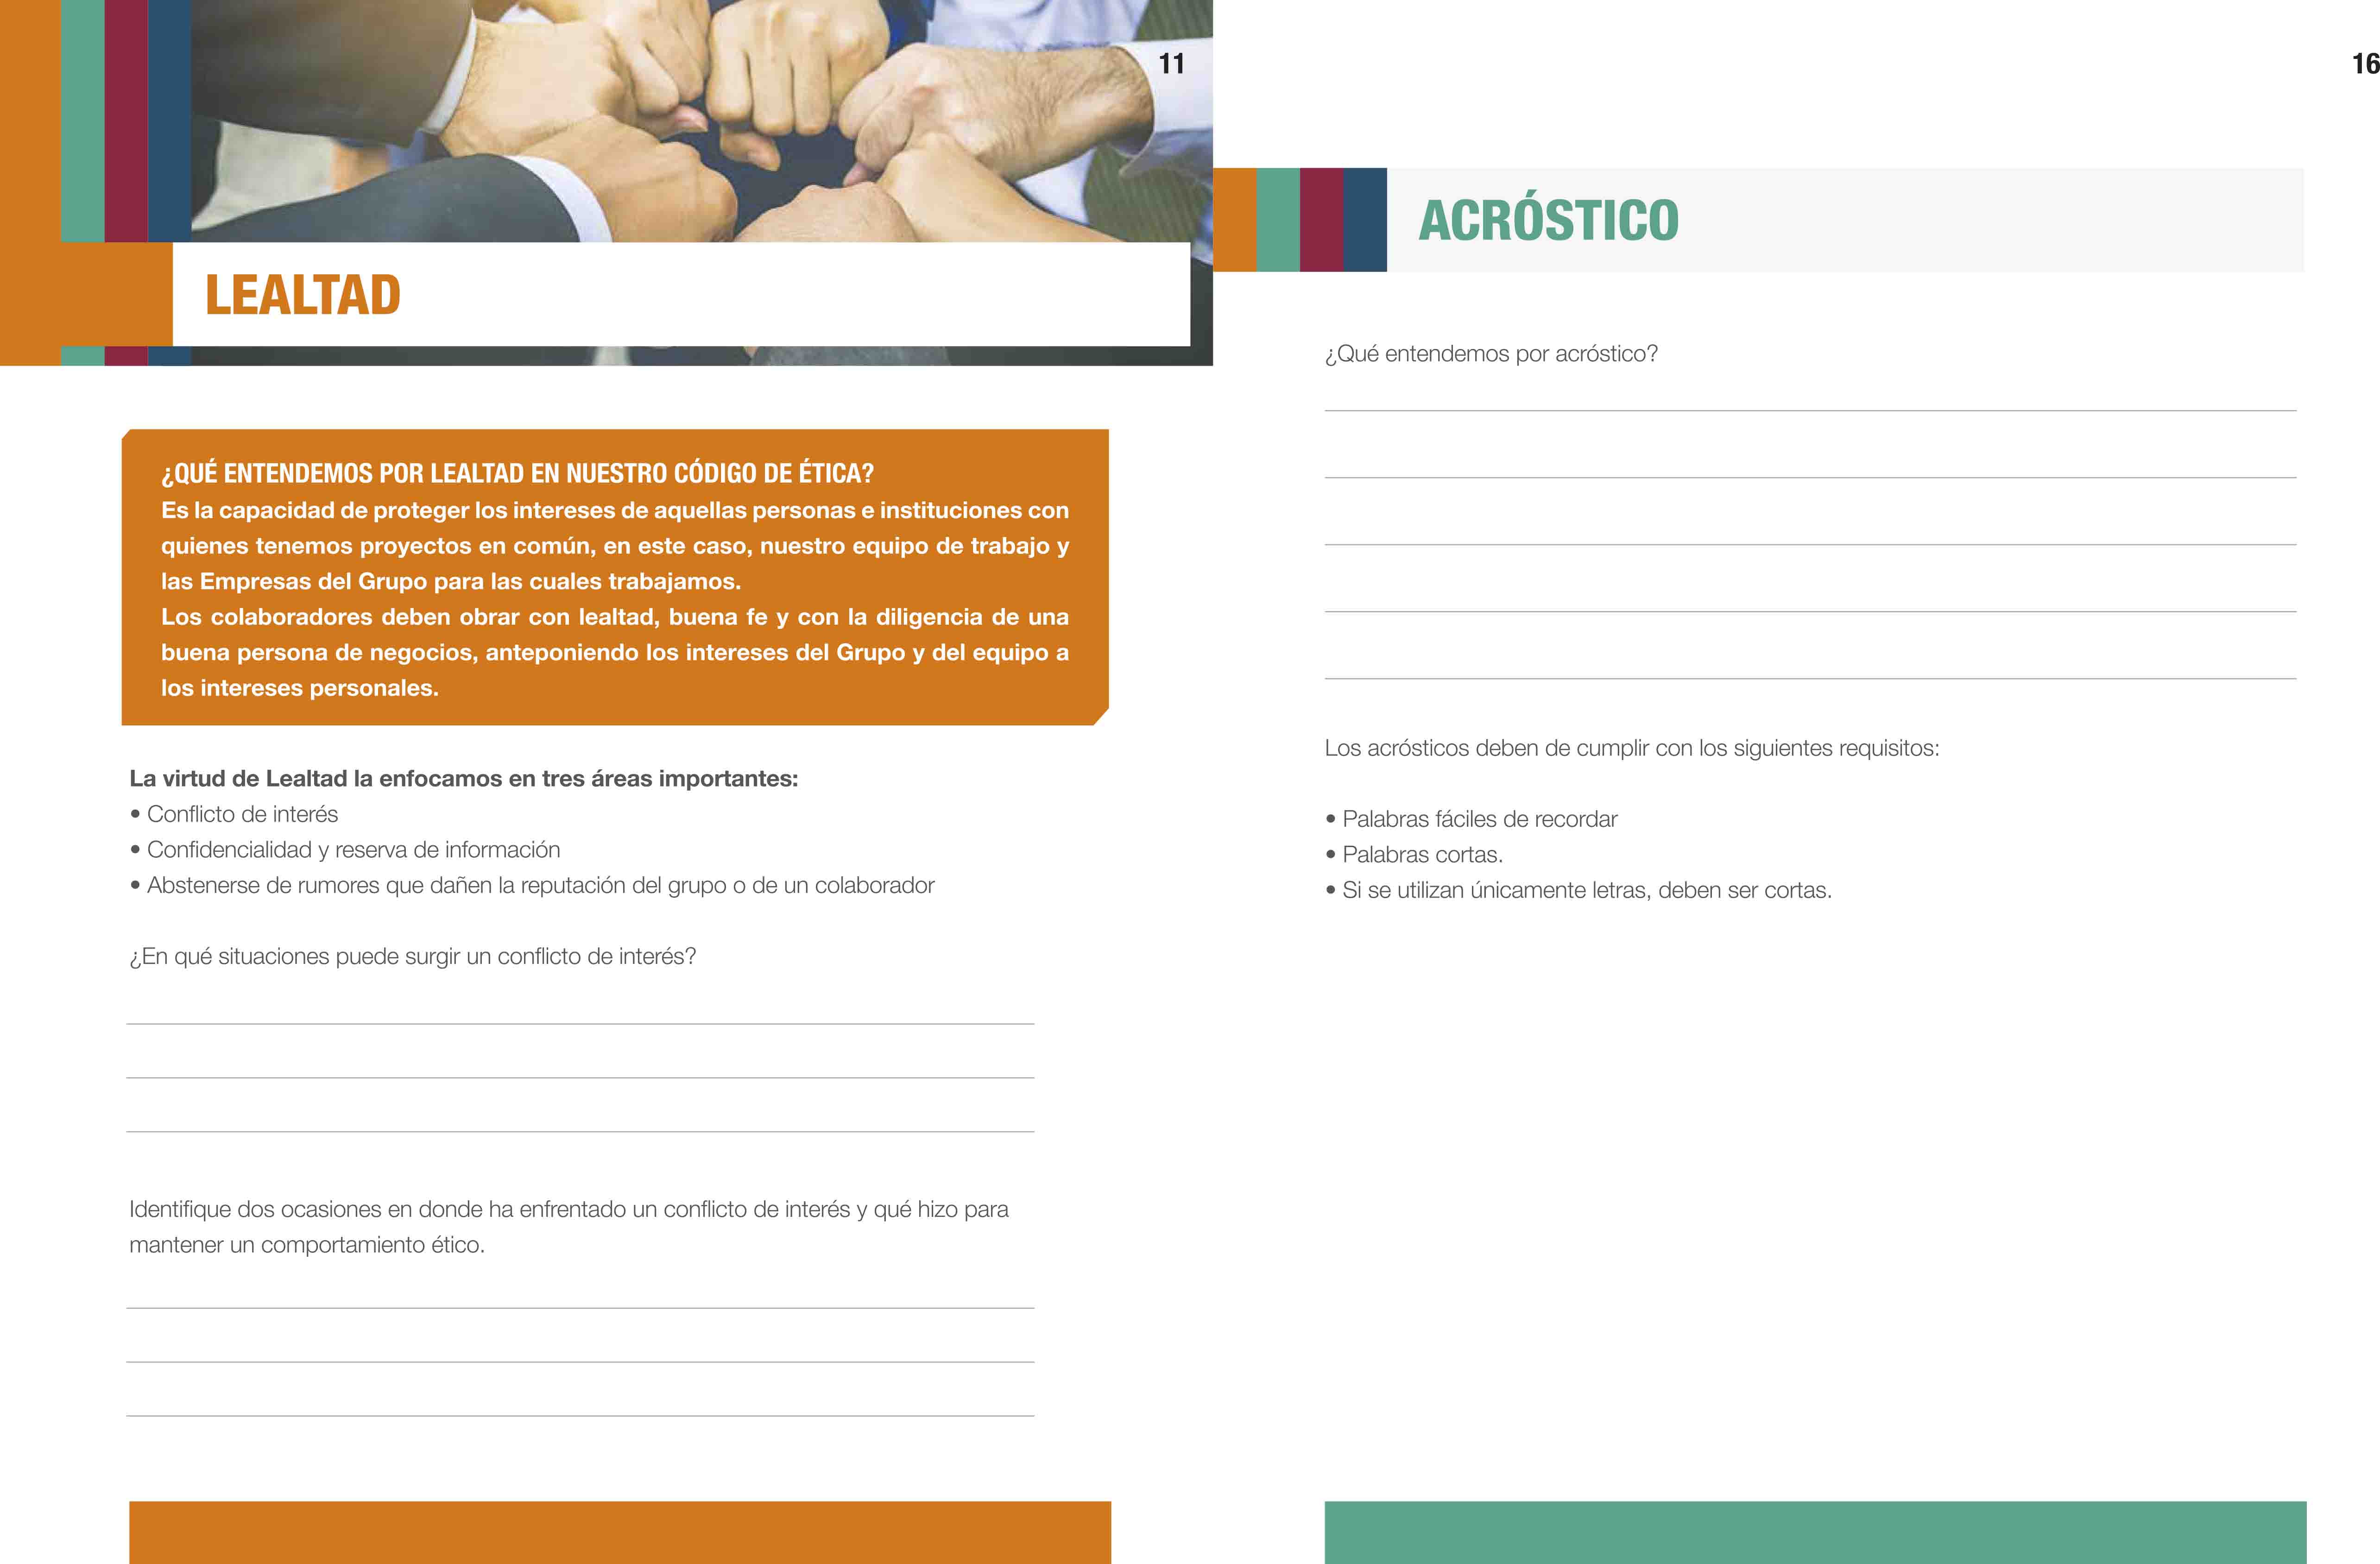 11
LEALTAD
¿QUÉ ENTENDEMOS POR LEALTAD EN NUESTRO CÓDIGO DE ÉTICA?
Es la capacidad de proteger los intereses de aquellas personas e instituciones con
quienes tenemos proyectos en común, en este caso, nuestro equipo de trabajo y
las Empresas del Grupo para las cuales trabajamos.
Los colaboradores deben obrar con lealtad, buena fe y con la diligencia de una
buena persona de negocios, anteponiendo los intereses del Grupo y del equipo a
los intereses personales.
La virtud de Lealtad la enfocamos en tres áreas importantes:
• Conflicto de interés
• Confidencialidad y reserva de información
• Abstenerse de rumores que dañen la reputación del grupo o de un colaborador
¿En qué situaciones puede surgir un conflicto de interés?
Identifique dos ocasiones en donde ha enfrentado un conflicto de interés y qué hizo para
mantener un comportamiento ético.
16
ACRÓSTICO
¿Qué entendemos por acróstico?
Los acrósticos deben de cumplir con los siguientes requisitos:
• Palabras fáciles de recordar
• Palabras cortas.
• Si se utilizan únicamente letras, deben ser cortas.